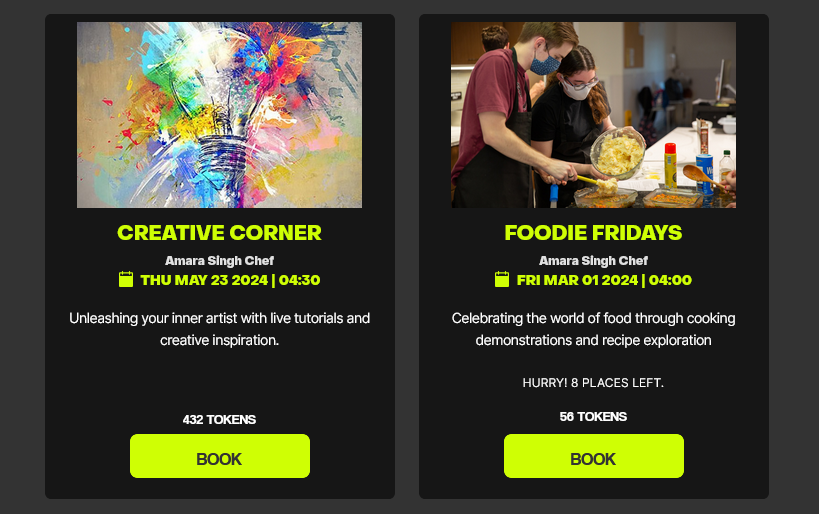 CREATIVE CORNER
Amara Singh Chef
THU MAY 23 2024 | 04:30
Unleashing your inner artist with live tutorials and
creative inspiration.
432 TOKENS
BOOK
FOODIE FRIDAYS
Amara Singh Chef
FRI MAR 01 2024 | 04:00
Celebrating the world of food through cooking
demonstrations and recipe exploration
HURRY! 8 PLACES LEFT.
56 TOKENS
BOOK